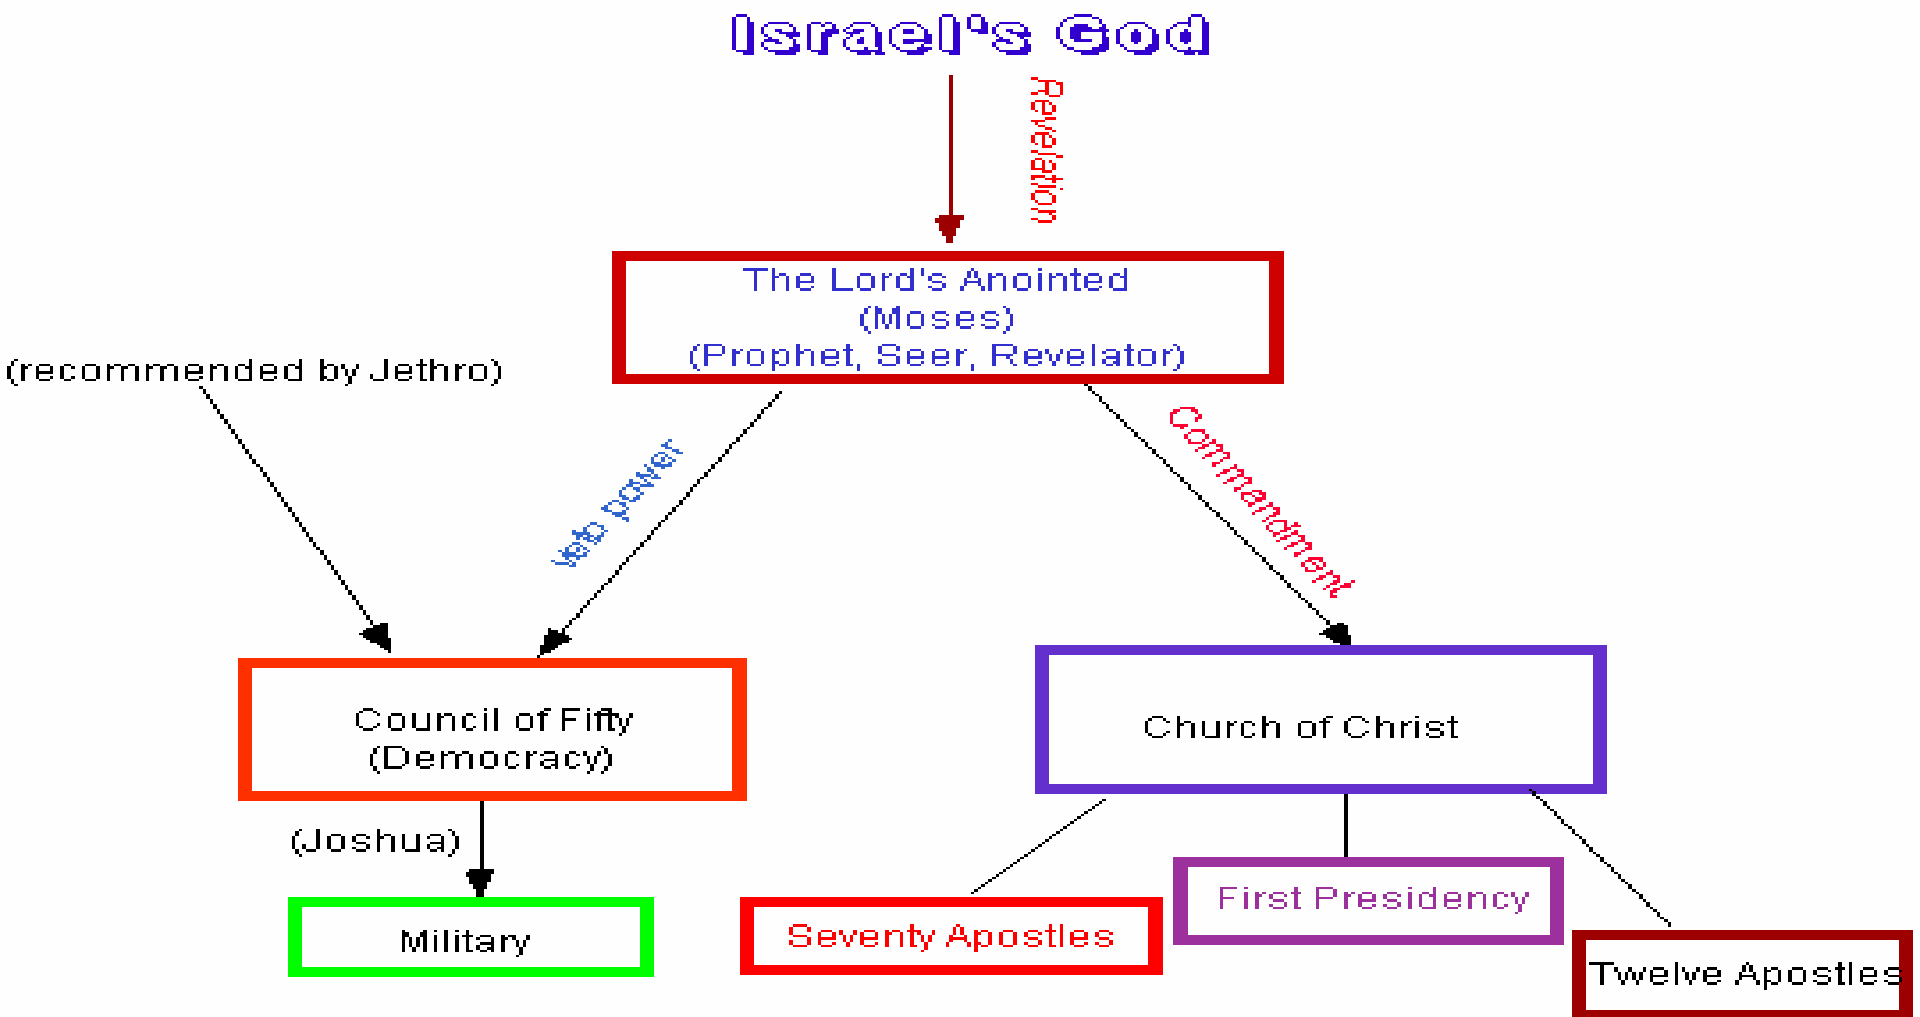 Israel's God
Revelation
The Lord's Anointed
(Moses)
(Prophet, Seer, Revelator)
(recommended by Jethro)
veto power
Commandment
Council of Fifty
(Democracy)
Church of Christ
(Joshua)
Military
Seventy Apostles
First Presidency
Twelve Apostles